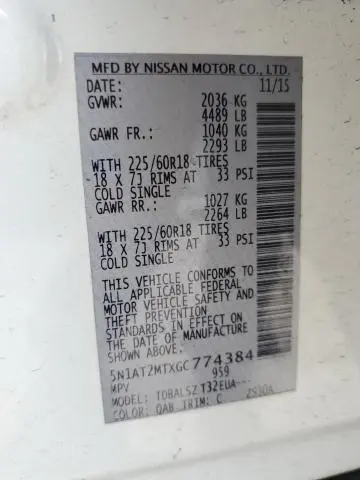 MFD BY NISSAN MOTOR CO., LTD.
DATE: 11/15
GVWR: 2036 KG
4489 LB
GAWR FR.: 1040 KG
2293 LB
WITH 225/60R18 TIRES
18 X 7J RIMS AT 33 PSI
COLD SINGLE
GAWR RR.: 1027 KG
2264 LB
WITH 225/60R18 TIRES
18 X 7J RIMS AT 33 PSI
COLD SINGLE
THIS VEHICLE CONFORMS TO
ALL APPLICABLE FEDERAL
MOTOR VEHICLE SAFETY AND
THEFT PREVENTION
STANDARDS IN EFFECT ON
THE DATE OF MANUFACTURE
SHOWN ABOVE.
5N1AT2MTXGC774384
MPV 959
MODEL: T32EUA--
COLOR: QAB TRIM: C